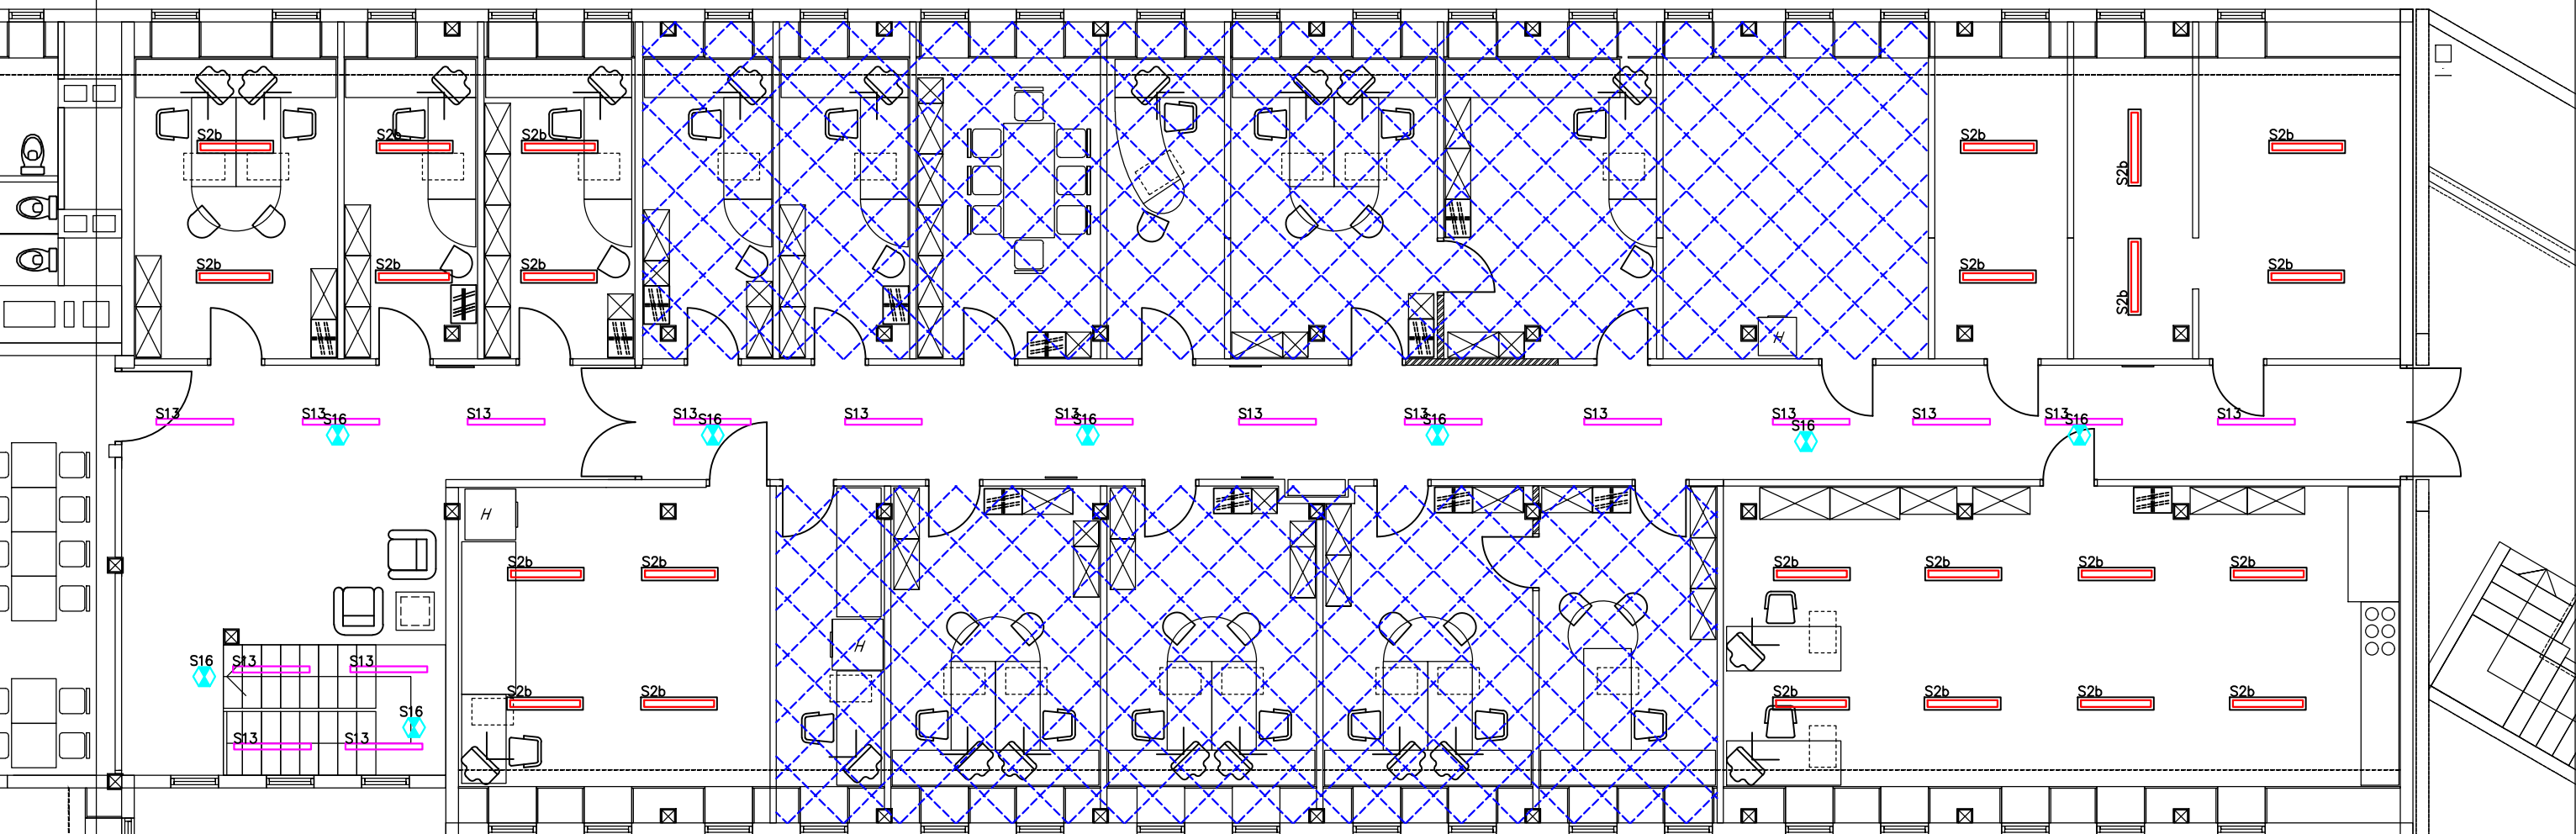 S2b S2b S2b S2b S2b S2b
S2b S2b S2b S2b S2b S2b
H
S13 S13 S13 S13 S13 S13 S13 S13 S13 S13 S13 S13 S13
S16 S16 S16 S16 S16 S16
H
S2b S2b S2b S2b S2b S2b
H
S16 S13 S13
S2b S2b S2b S2b S2b S2b
S16
S13 S13